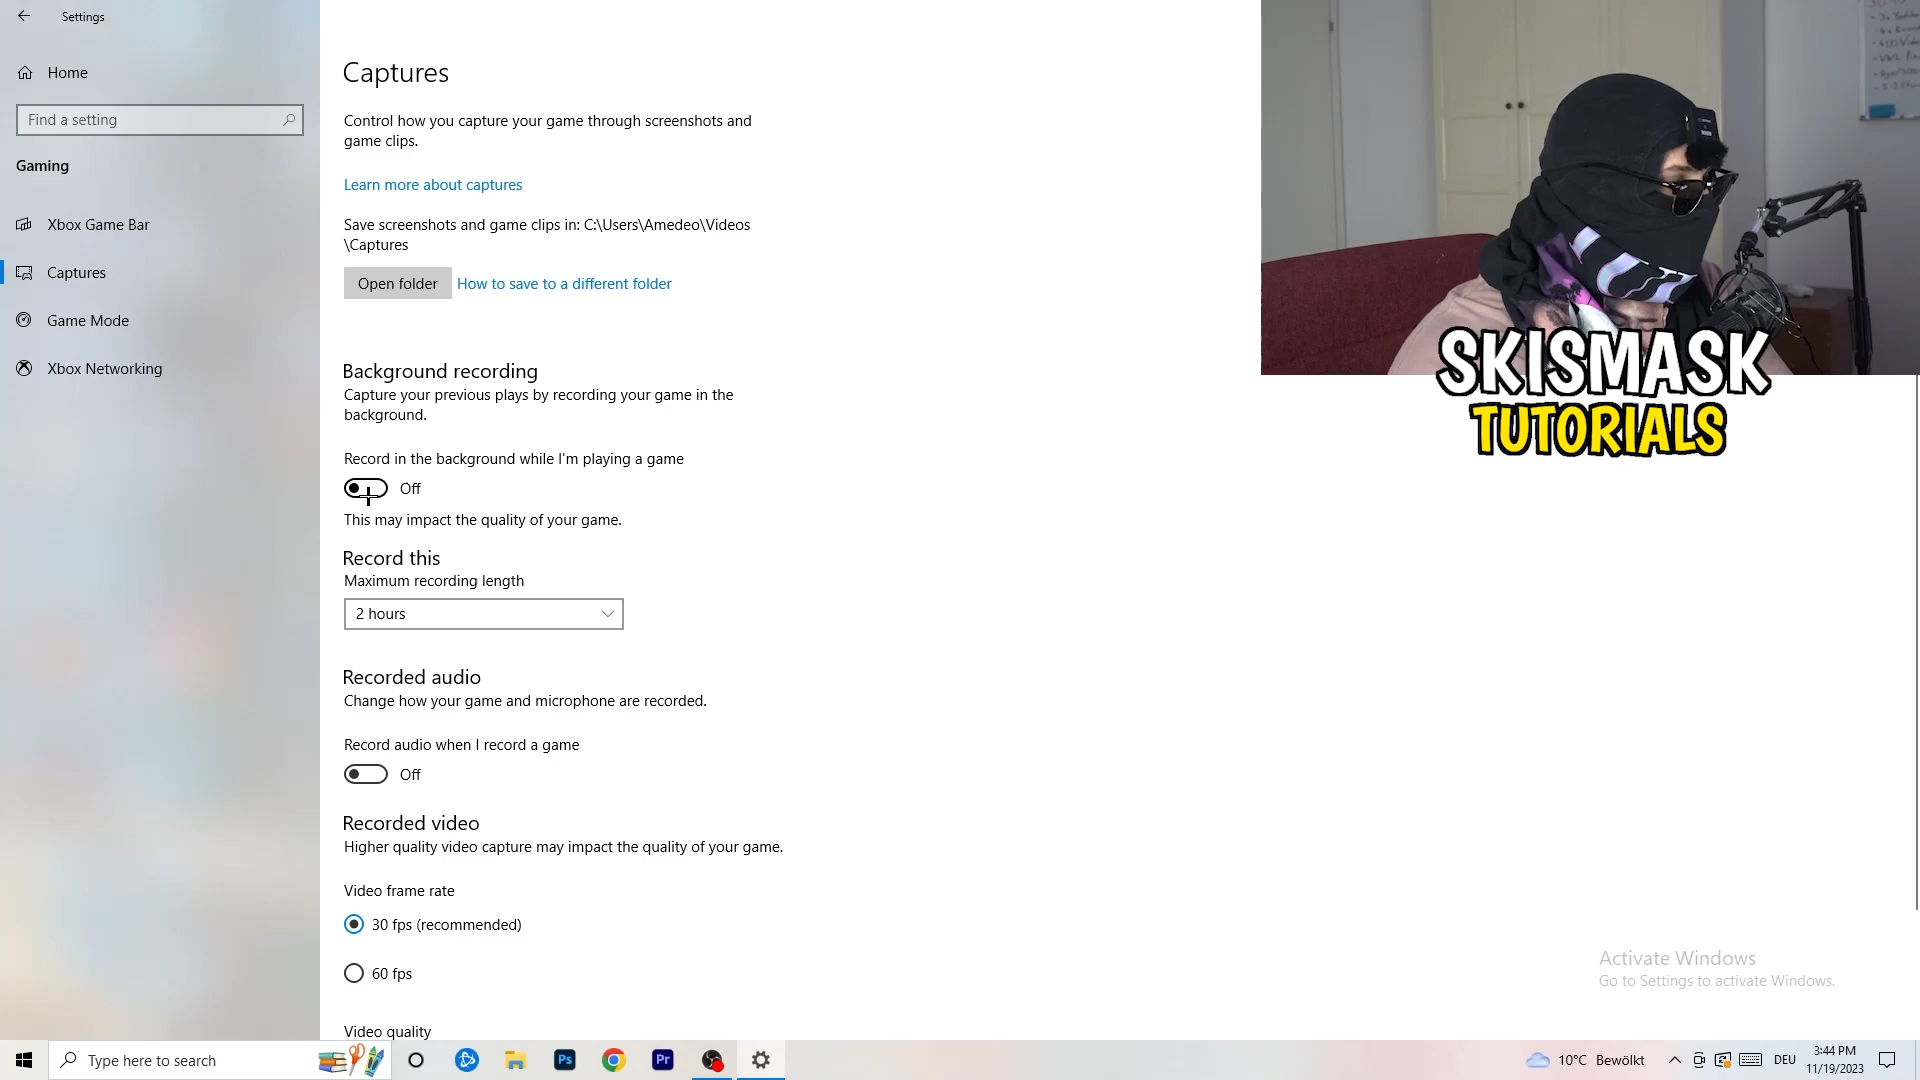 Settings
Home
Find a setting
Gaming
Xbox Game Bar
Captures
Game Mode
Xbox Networking
Captures
Control how you capture your game through screenshots and
game clips.
Learn more about captures
Save screenshots and game clips in: C:\Users\Amedeo\Videos
\Captures
Open folder
How to save to a different folder
Background recording
Capture your previous plays by recording your game in the
background.
Record in the background while I'm playing a game
Off
This may impact the quality of your game.
Record this
Maximum recording length
2 hours
Recorded audio
Change how your game and microphone are recorded.
Record audio when I record a game
Off
Recorded video
Higher quality video capture may impact the quality of your game.
Video frame rate
30 fps (recommended)
60 fps
Video quality
SKISMASK
TUTORIALS
Activate Windows
Go to Settings to activate Windows.
Type here to search
Ps
Pr
10°C Bewölkt
DEU
3:44 PM
11/19/2023